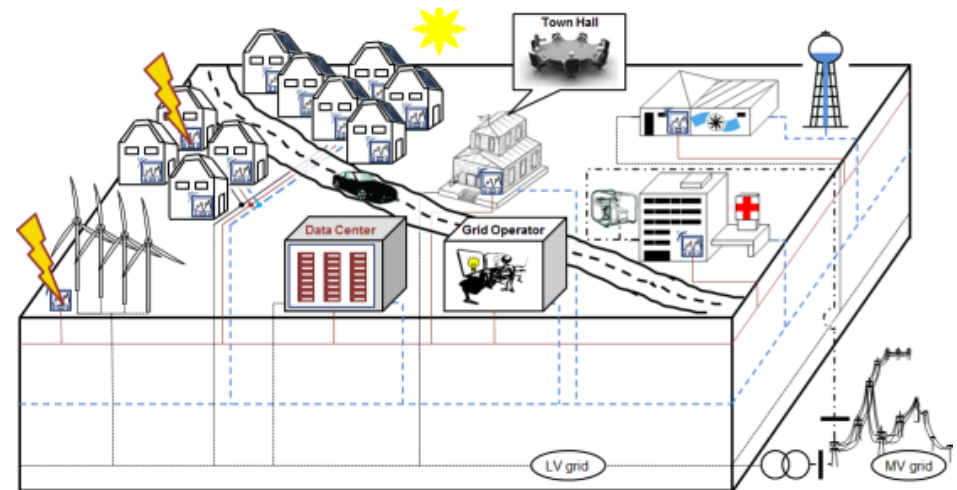 Town Hall
Data Center
Grid Operator
LV grid
MV grid